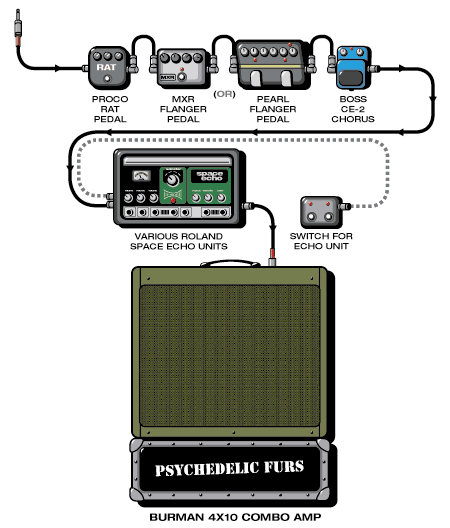 RAT
MXR
(OR)
PROCO
RAT
PEDAL
MXR
FLANGER
PEDAL
PEARL
FLANGER
PEDAL
BOSS
CE-2
CHORUS
space
echo
VARIOUS ROLAND
SPACE ECHO UNITS
SWITCH FOR
ECHO UNIT
PSYCHEDELIC FURS
BURMAN 4X10 COMBO AMP